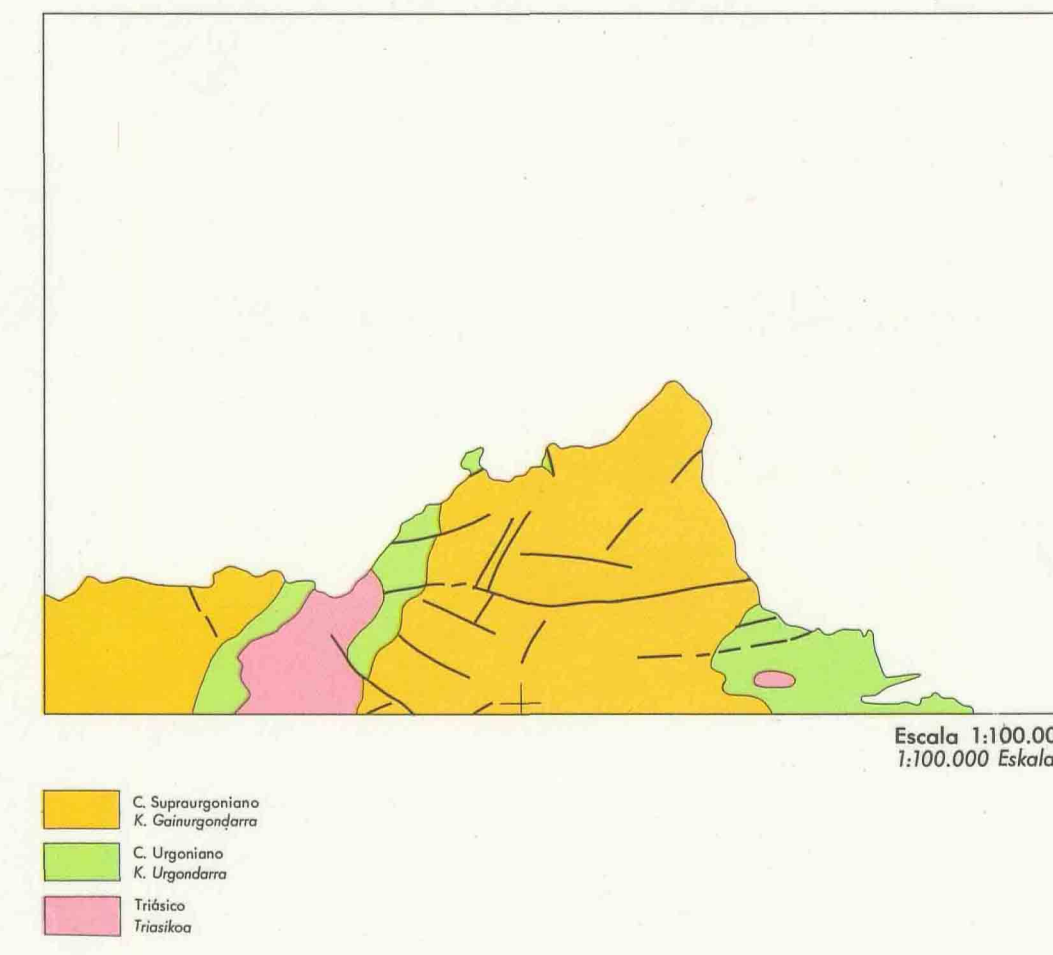 Escala 1:100.00
1:100.000 Eskala
C. Supraurgoniano
K. Gainurgondarra
C. Urgoniano
K. Urgondarra
Triásico
Triasikoa